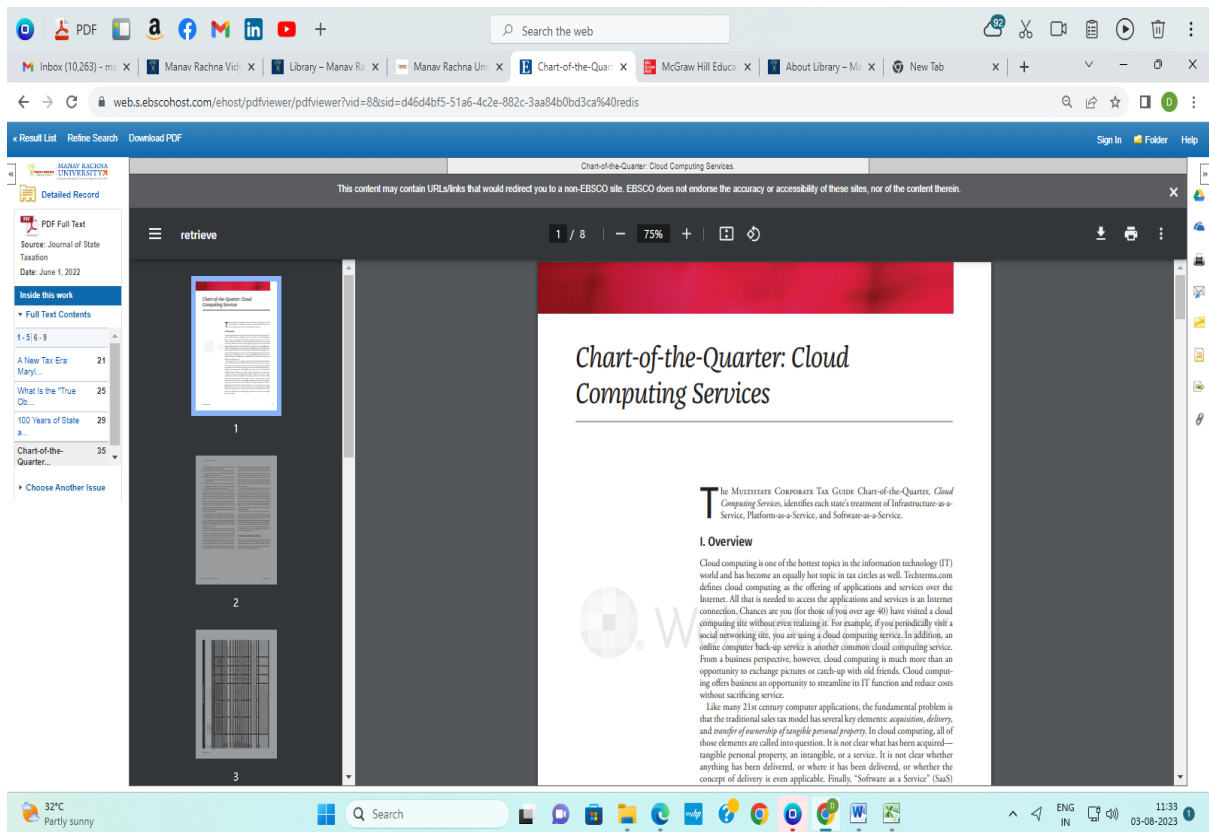 PDF
Search the web
92
Inbox (10,263) - ma
Manav Rachna Vidy
Library – Manav Ra
Manav Rachna Uni
Chart-of-the-Quart
McGraw Hill Educa
About Library – Ma
New Tab
web.s.ebscohost.com/ehost/pdfviewer/pdfviewer?vid=8&sid=d46d4bf5-51a6-4c2e-882c-3aa84b0bd3ca%40redis
D
« Result List Refine Search Download PDF
Sign In Folder Help
MANAV RACHNA
UNIVERSITY
Chart-of-the-Quarter: Cloud Computing Services.
This content may contain URLs/links that would redirect you to a non-EBSCO site. EBSCO does not endorse the accuracy or accessibility of these sites, nor of the content therein.
Detailed Record
PDF Full Text
Source: Journal of State
Taxation
Date: June 1, 2022
Inside this work
Full Text Contents
1 - 5 | 6 - 9
A New Tax Era: 21
Maryl...
What Is the "True 25
Ob...
100 Years of State 29
a...
Chart-of-the- 35
Quarter...
Choose Another Issue
retrieve
1 / 8
75%
Chart-of-the-Quarter: Cloud
Computing Services
1
2
3
Chart-of-the-Quarter: Cloud
Computing Services
The MULTISTATE CORPORATE TAX GUIDE Chart-of-the-Quarter, Cloud
Computing Services, identifies each state's treatment of Infrastructure-as-a-
Service, Platform-as-a-Service, and Software-as-a-Service.
I. Overview
Cloud computing is one of the hottest topics in the information technology (IT)
world and has become an equally hot topic in tax circles as well. Techterms.com
defines cloud computing as the offering of applications and services over the
Internet. All that is needed to access the applications and services is an Internet
connection. Chances are you (for those of you over age 40) have visited a cloud
computing site without even realizing it. For example, if you periodically visit a
social networking site, you are using a cloud computing service. In addition, an
online computer back-up service is another common cloud computing service.
From a business perspective, however, cloud computing is much more than an
opportunity to exchange pictures or catch-up with old friends. Cloud comput-
ing offers business an opportunity to streamline its IT function and reduce costs
without sacrificing service.
Like many 21st century computer applications, the fundamental problem is
that the traditional sales tax model has several key elements: acquisition, delivery,
and transfer of ownership of tangible personal property. In cloud computing, all of
those elements are called into question. It is not clear what has been acquired—
tangible personal property, an intangible, or a service. It is not clear whether
anything has been delivered, or where it has been delivered, or whether the
concept of delivery is even applicable. Finally, "Software as a Service" (SaaS)
Wolters Kluwer
32°C
Partly sunny
Search
ENG
IN
11:33
03-08-2023
1